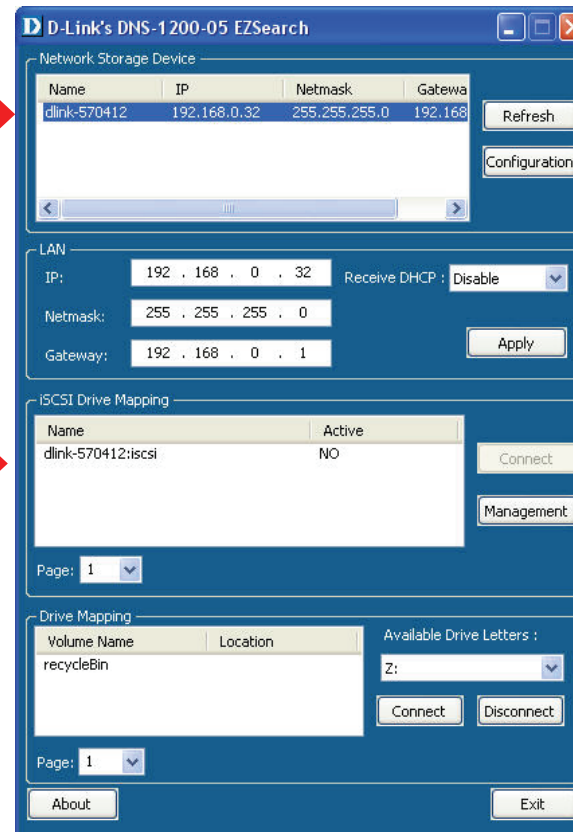 D D-Link's DNS-1200-05 EZSearch
Network Storage Device
Name IP Netmask Gatewa
dlink-570412 192.168.0.32 255.255.255.0 192.168
Refresh
Configuration
LAN
IP: 192 . 168 . 0 . 32 Receive DHCP : Disable
Netmask: 255 . 255 . 255 . 0
Gateway: 192 . 168 . 0 . 1 Apply
iSCSI Drive Mapping
Name Active
dlink-570412:iscsi NO
Connect
Management
Page: 1
Drive Mapping
Volume Name Location Available Drive Letters :
recycleBin Z:
Connect Disconnect
Page: 1
About Exit